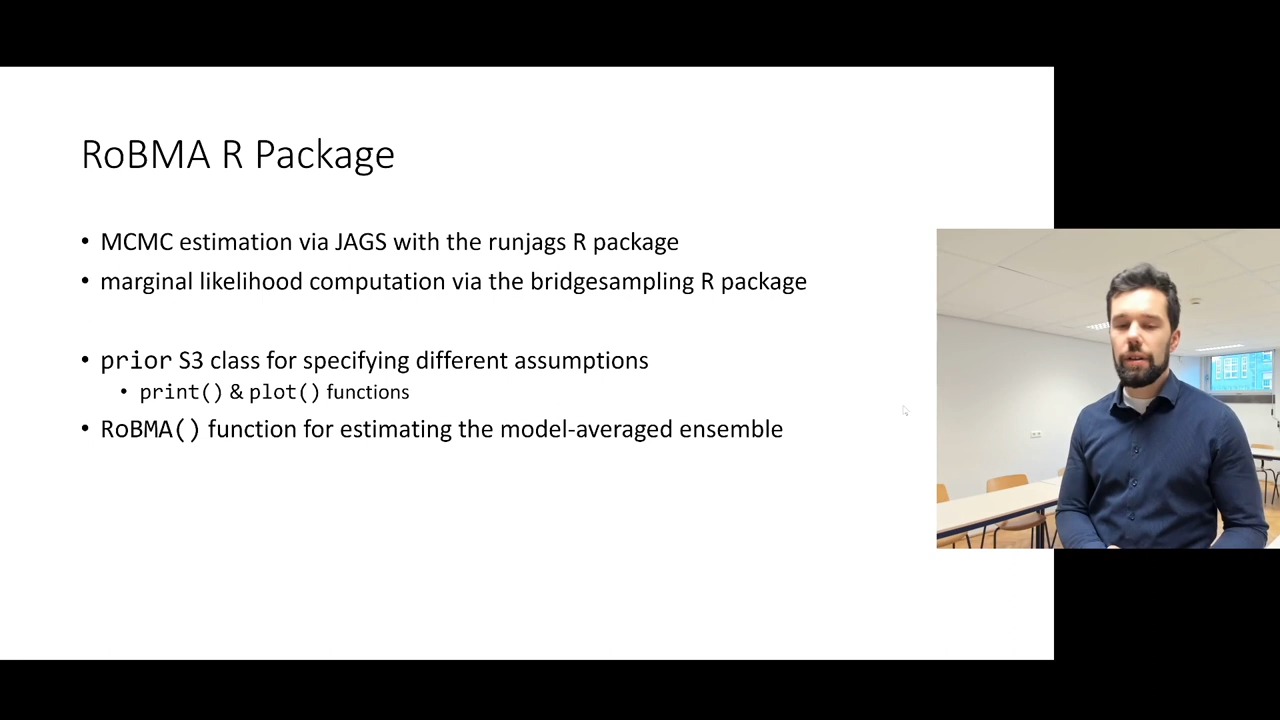 RoBMA R Package
• MCMC estimation via JAGS with the runjags R package
• marginal likelihood computation via the bridgesampling R package
• prior S3 class for specifying different assumptions
• print() & plot() functions
• RoBMA() function for estimating the model-averaged ensemble